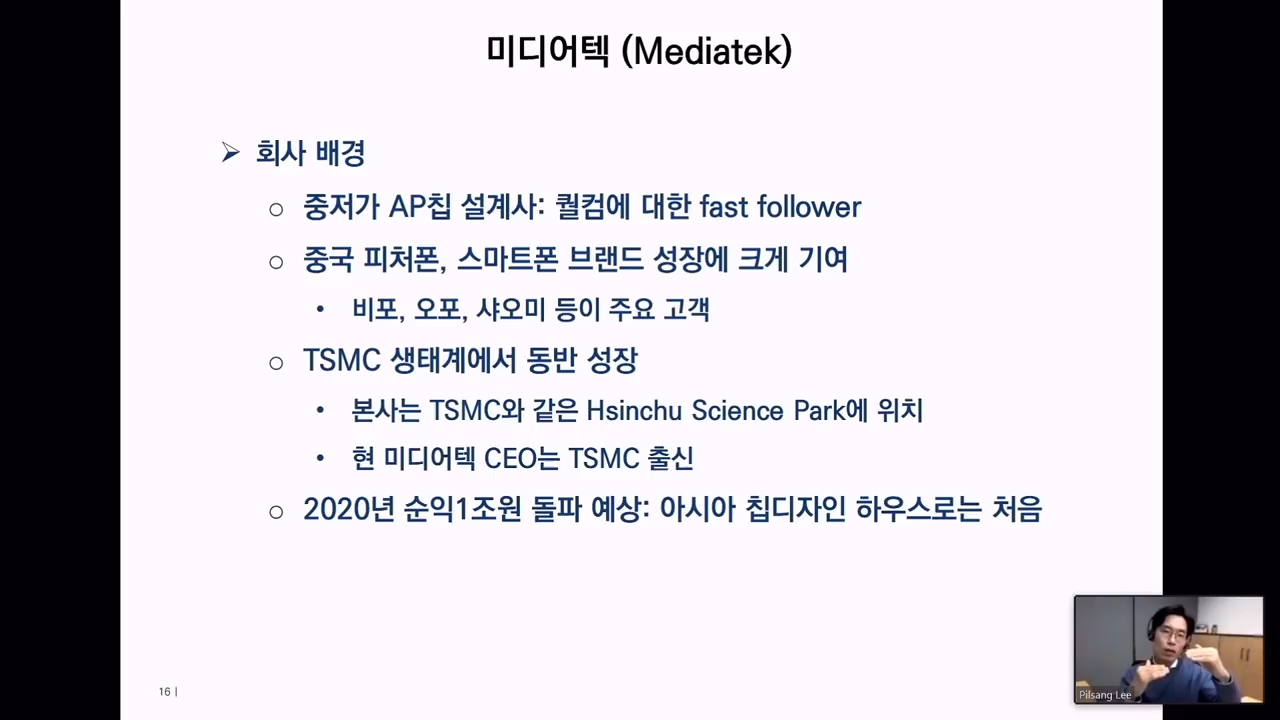 미디어텍 (Mediatek)
➢ 회사 배경
○ 중저가 AP칩 설계사: 퀄컴에 대한 fast follower
○ 중국 피처폰, 스마트폰 브랜드 성장에 크게 기여
• 비포, 오포, 샤오미 등이 주요 고객
○ TSMC 생태계에서 동반 성장
• 본사는 TSMC와 같은 Hsinchu Science Park에 위치
• 현 미디어텍 CEO는 TSMC 출신
○ 2020년 순익1조원 돌파 예상: 아시아 칩디자인 하우스로는 처음
16 |
Pilsang Lee